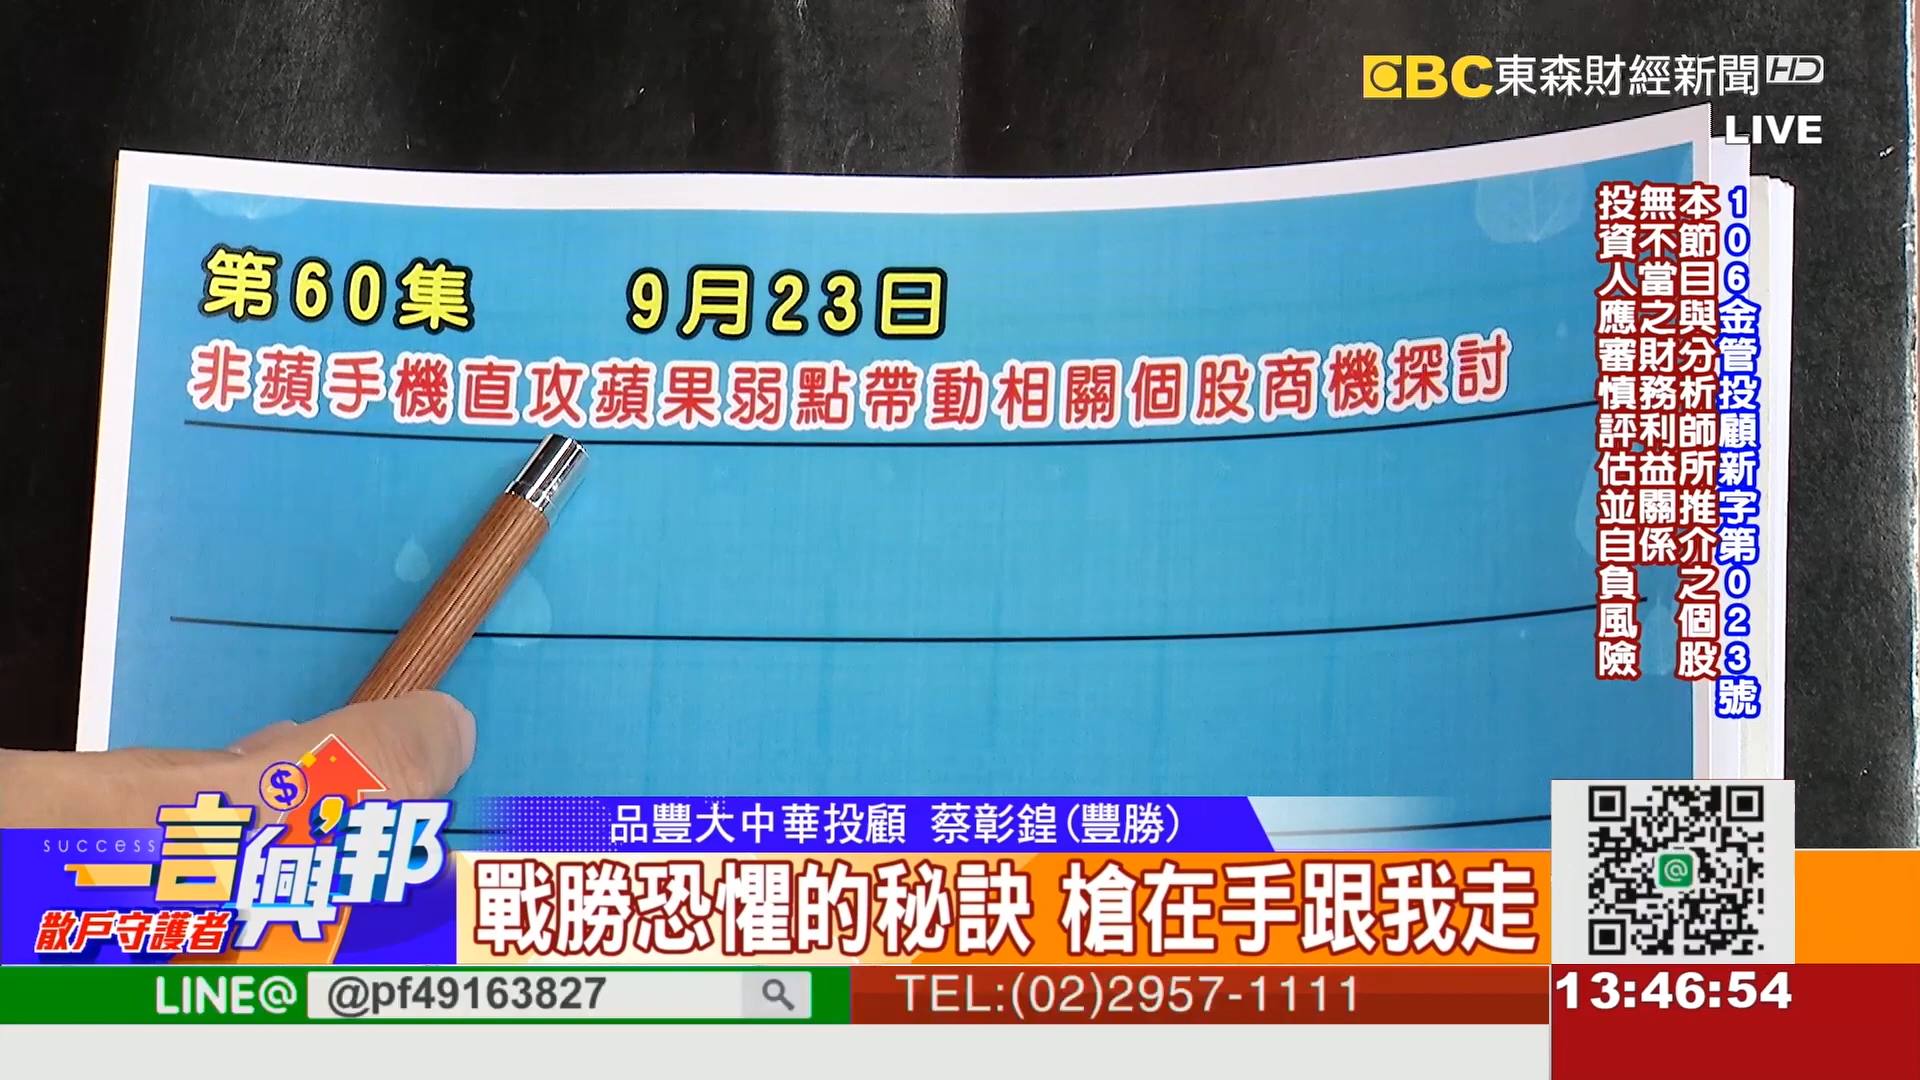 EBC東森財經新聞HD
LIVE
106金管投顧新字第023號
本節目與分析師所推介之個股
無不當之財務利益關係
投資人應審慎評估並自負風險
第60集 9月23日
非蘋手機直攻蘋果弱點帶動相關個股商機探討
success
一言興邦
散戶守護者
品豐大中華投顧 蔡彰鍠(豐勝)
戰勝恐懼的秘訣 槍在手跟我走
LINE@ @pf49163827
TEL:(02)2957-1111
13:46:54